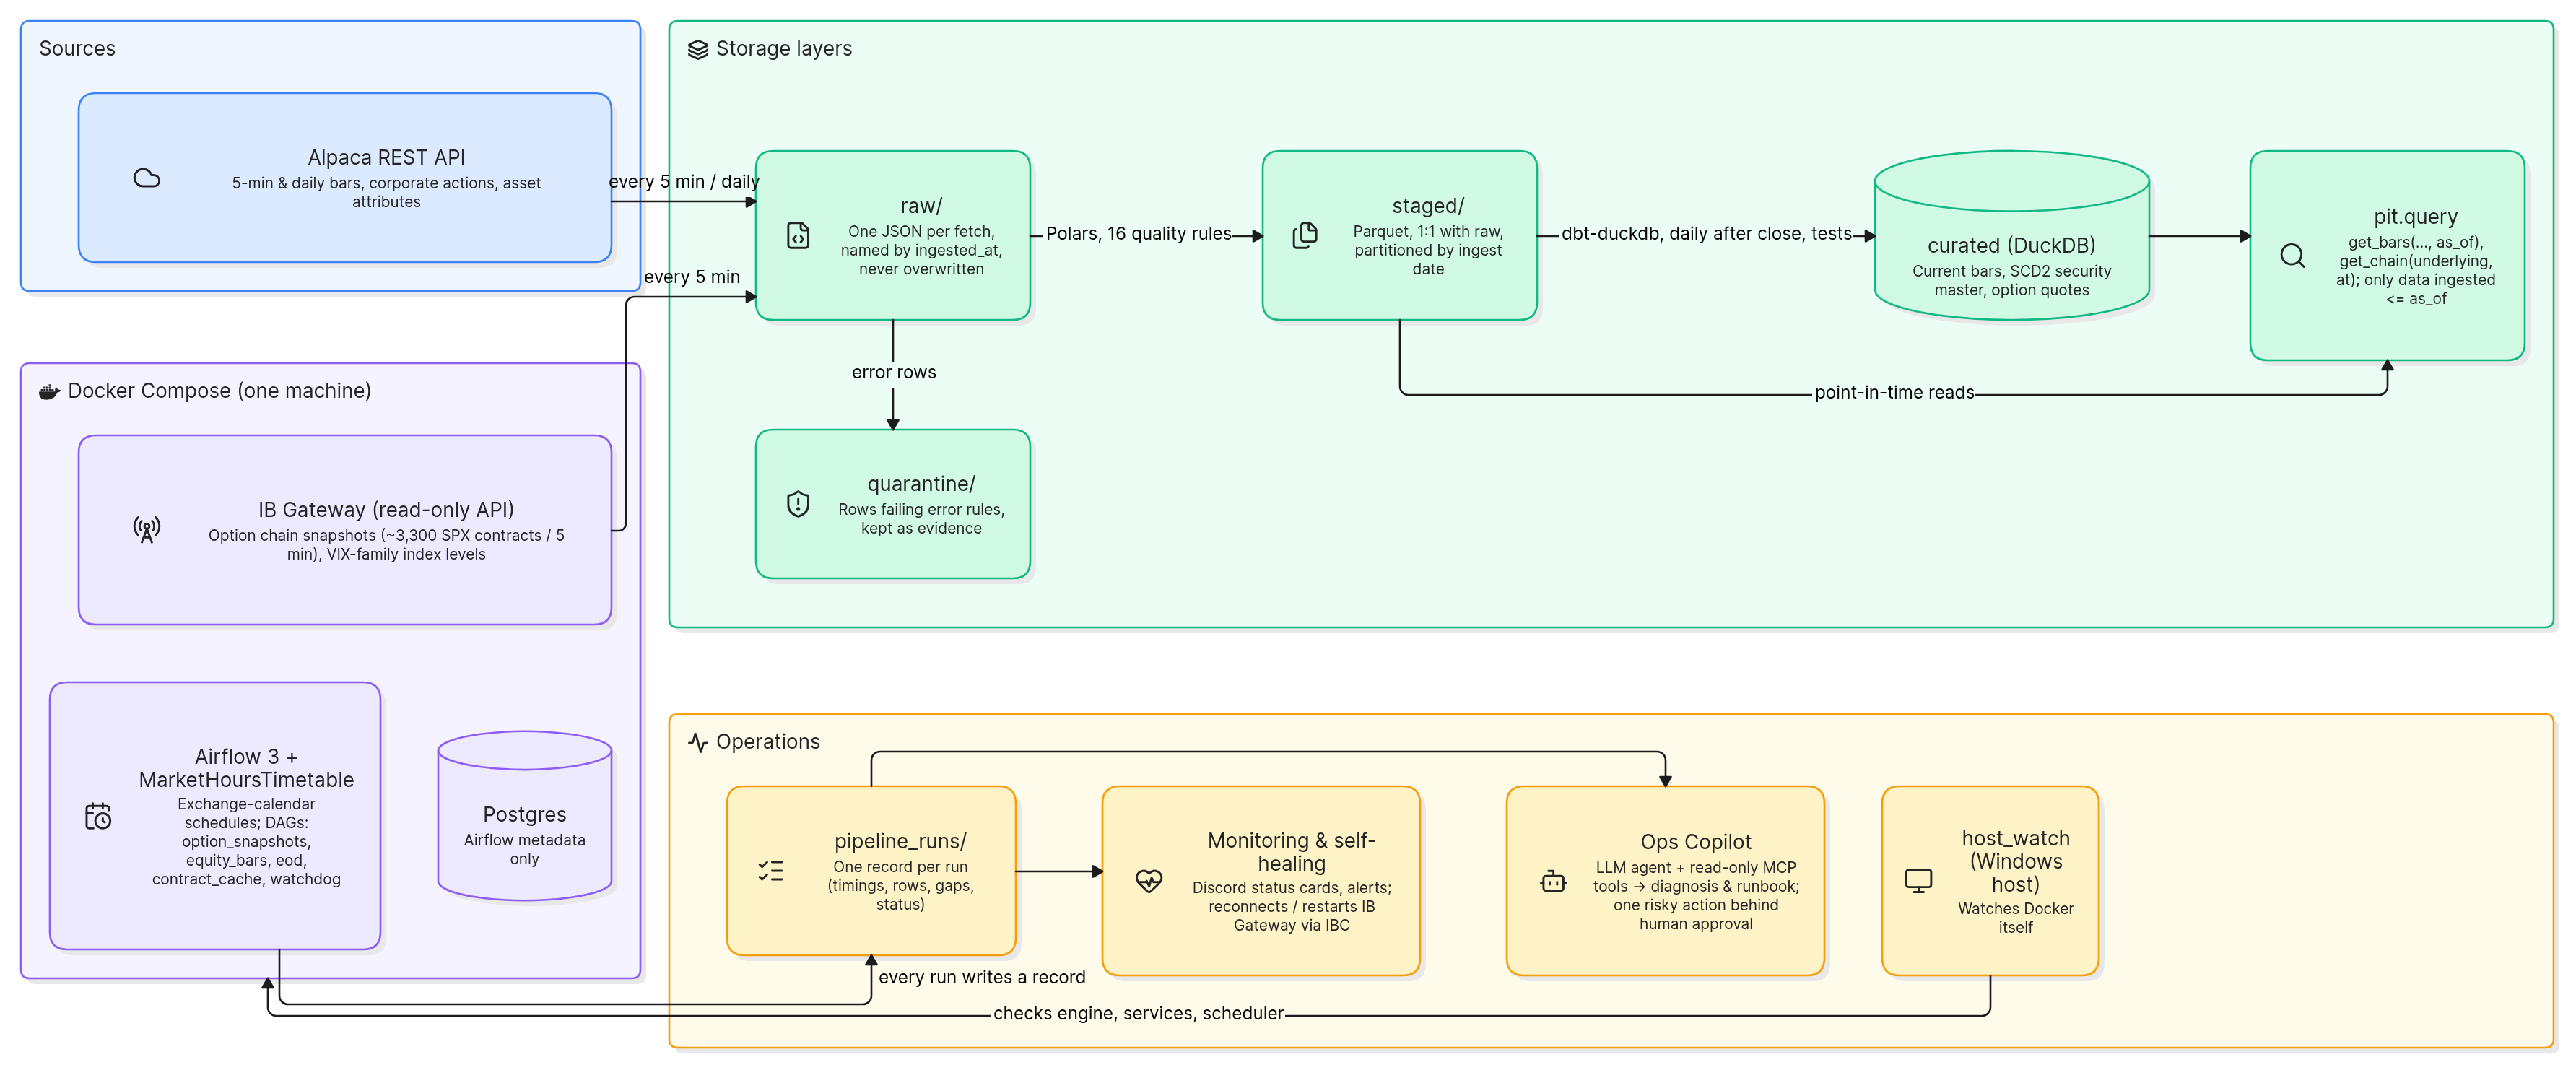 Sources
Alpaca REST API
5-min & daily bars, corporate actions, asset
attributes
every 5 min / daily
every 5 min
Docker Compose (one machine)
IB Gateway (read-only API)
Option chain snapshots (~3,300 SPX contracts / 5
min), VIX-family index levels
Airflow 3 +
MarketHoursTimetable
Exchange-calendar
schedules; DAGs:
option_snapshots,
equity_bars, eod,
contract_cache, watchdog
Postgres
Airflow metadata
only
Storage layers
raw/
One JSON per fetch,
named by ingested_at,
never overwritten
Polars, 16 quality rules
staged/
Parquet, 1:1 with raw,
partitioned by ingest
date
dbt-duckdb, daily after close, tests
curated (DuckDB)
Current bars, SCD2 security
master, option quotes
pit.query
get_bars(..., as_of),
get_chain(underlying,
at); only data ingested
<= as_of
error rows
point-in-time reads
quarantine/
Rows failing error rules,
kept as evidence
Operations
pipeline_runs/
One record per run
(timings, rows, gaps,
status)
Monitoring & self-
healing
Discord status cards, alerts;
reconnects / restarts IB
Gateway via IBC
Ops Copilot
LLM agent + read-only MCP
tools → diagnosis & runbook;
one risky action behind
human approval
host_watch
(Windows
host)
Watches Docker
itself
every run writes a record
checks engine, services, scheduler